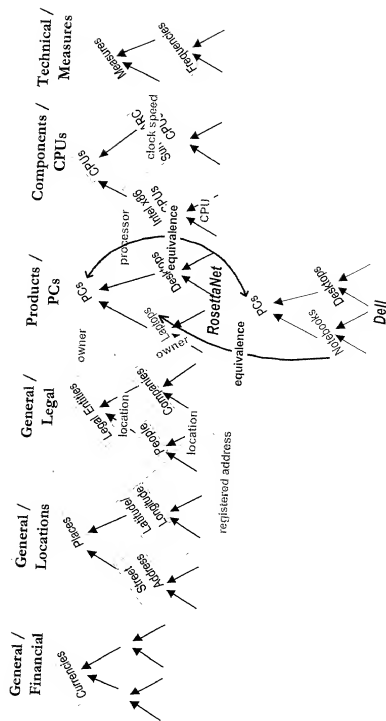 General /
Financial
General /
Locations
General /
Legal
Products /
PCs
Components /
CPUs
Technical /
Measures
Currencies
Places
Street
Address
Latitude/
Longitude
Legal Entities
location
People
Companies
location
registered address
owner
owner
PCs
Laptops
Desktops
RosettaNet
equivalence
equivalence
processor
CPUs
Intel x86
CPUs
CPU
clock speed
Sun
CPUs
Measures
Frequencies
PCs
Notebooks
Desktops
Dell